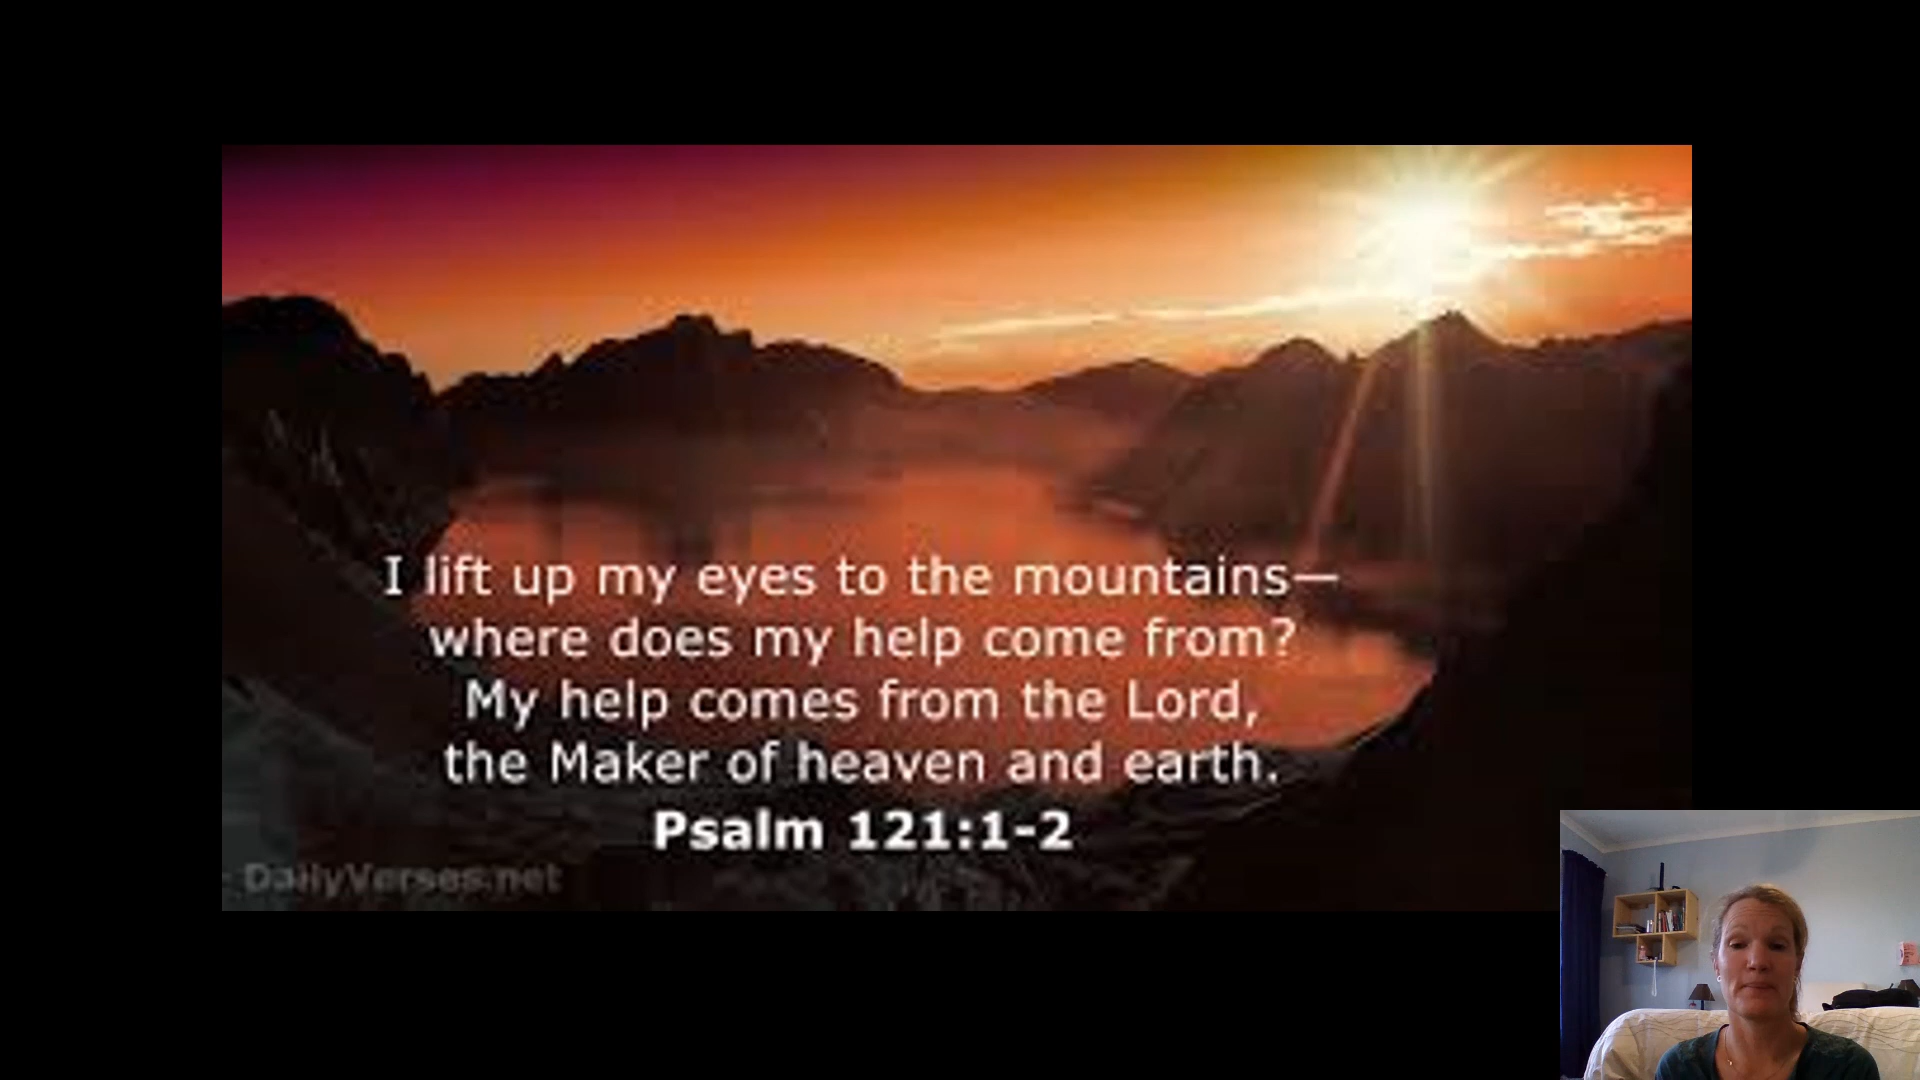 I lift up my eyes to the mountains—
where does my help come from?
My help comes from the Lord,
the Maker of heaven and earth.
Psalm 121:1-2
DailyVerses.net